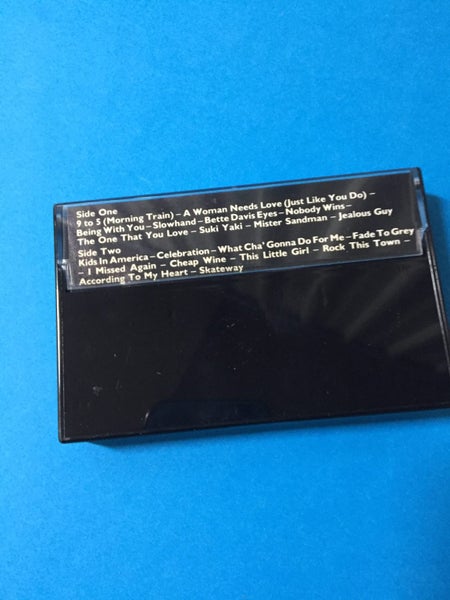 Side One
9 to 5 (Morning Train) – A Woman Needs Love (Just Like You Do) –
Being With You – Slowhand – Bette Davis Eyes – Nobody Wins –
The One That You Love – Suki Yaki – Mister Sandman – Jealous Guy
Side Two
Kids In America – Celebration – What Cha' Gonna Do For Me – Fade To Grey
– I Missed Again – Cheap Wine – This Little Girl – Rock This Town –
According To My Heart – Skateway